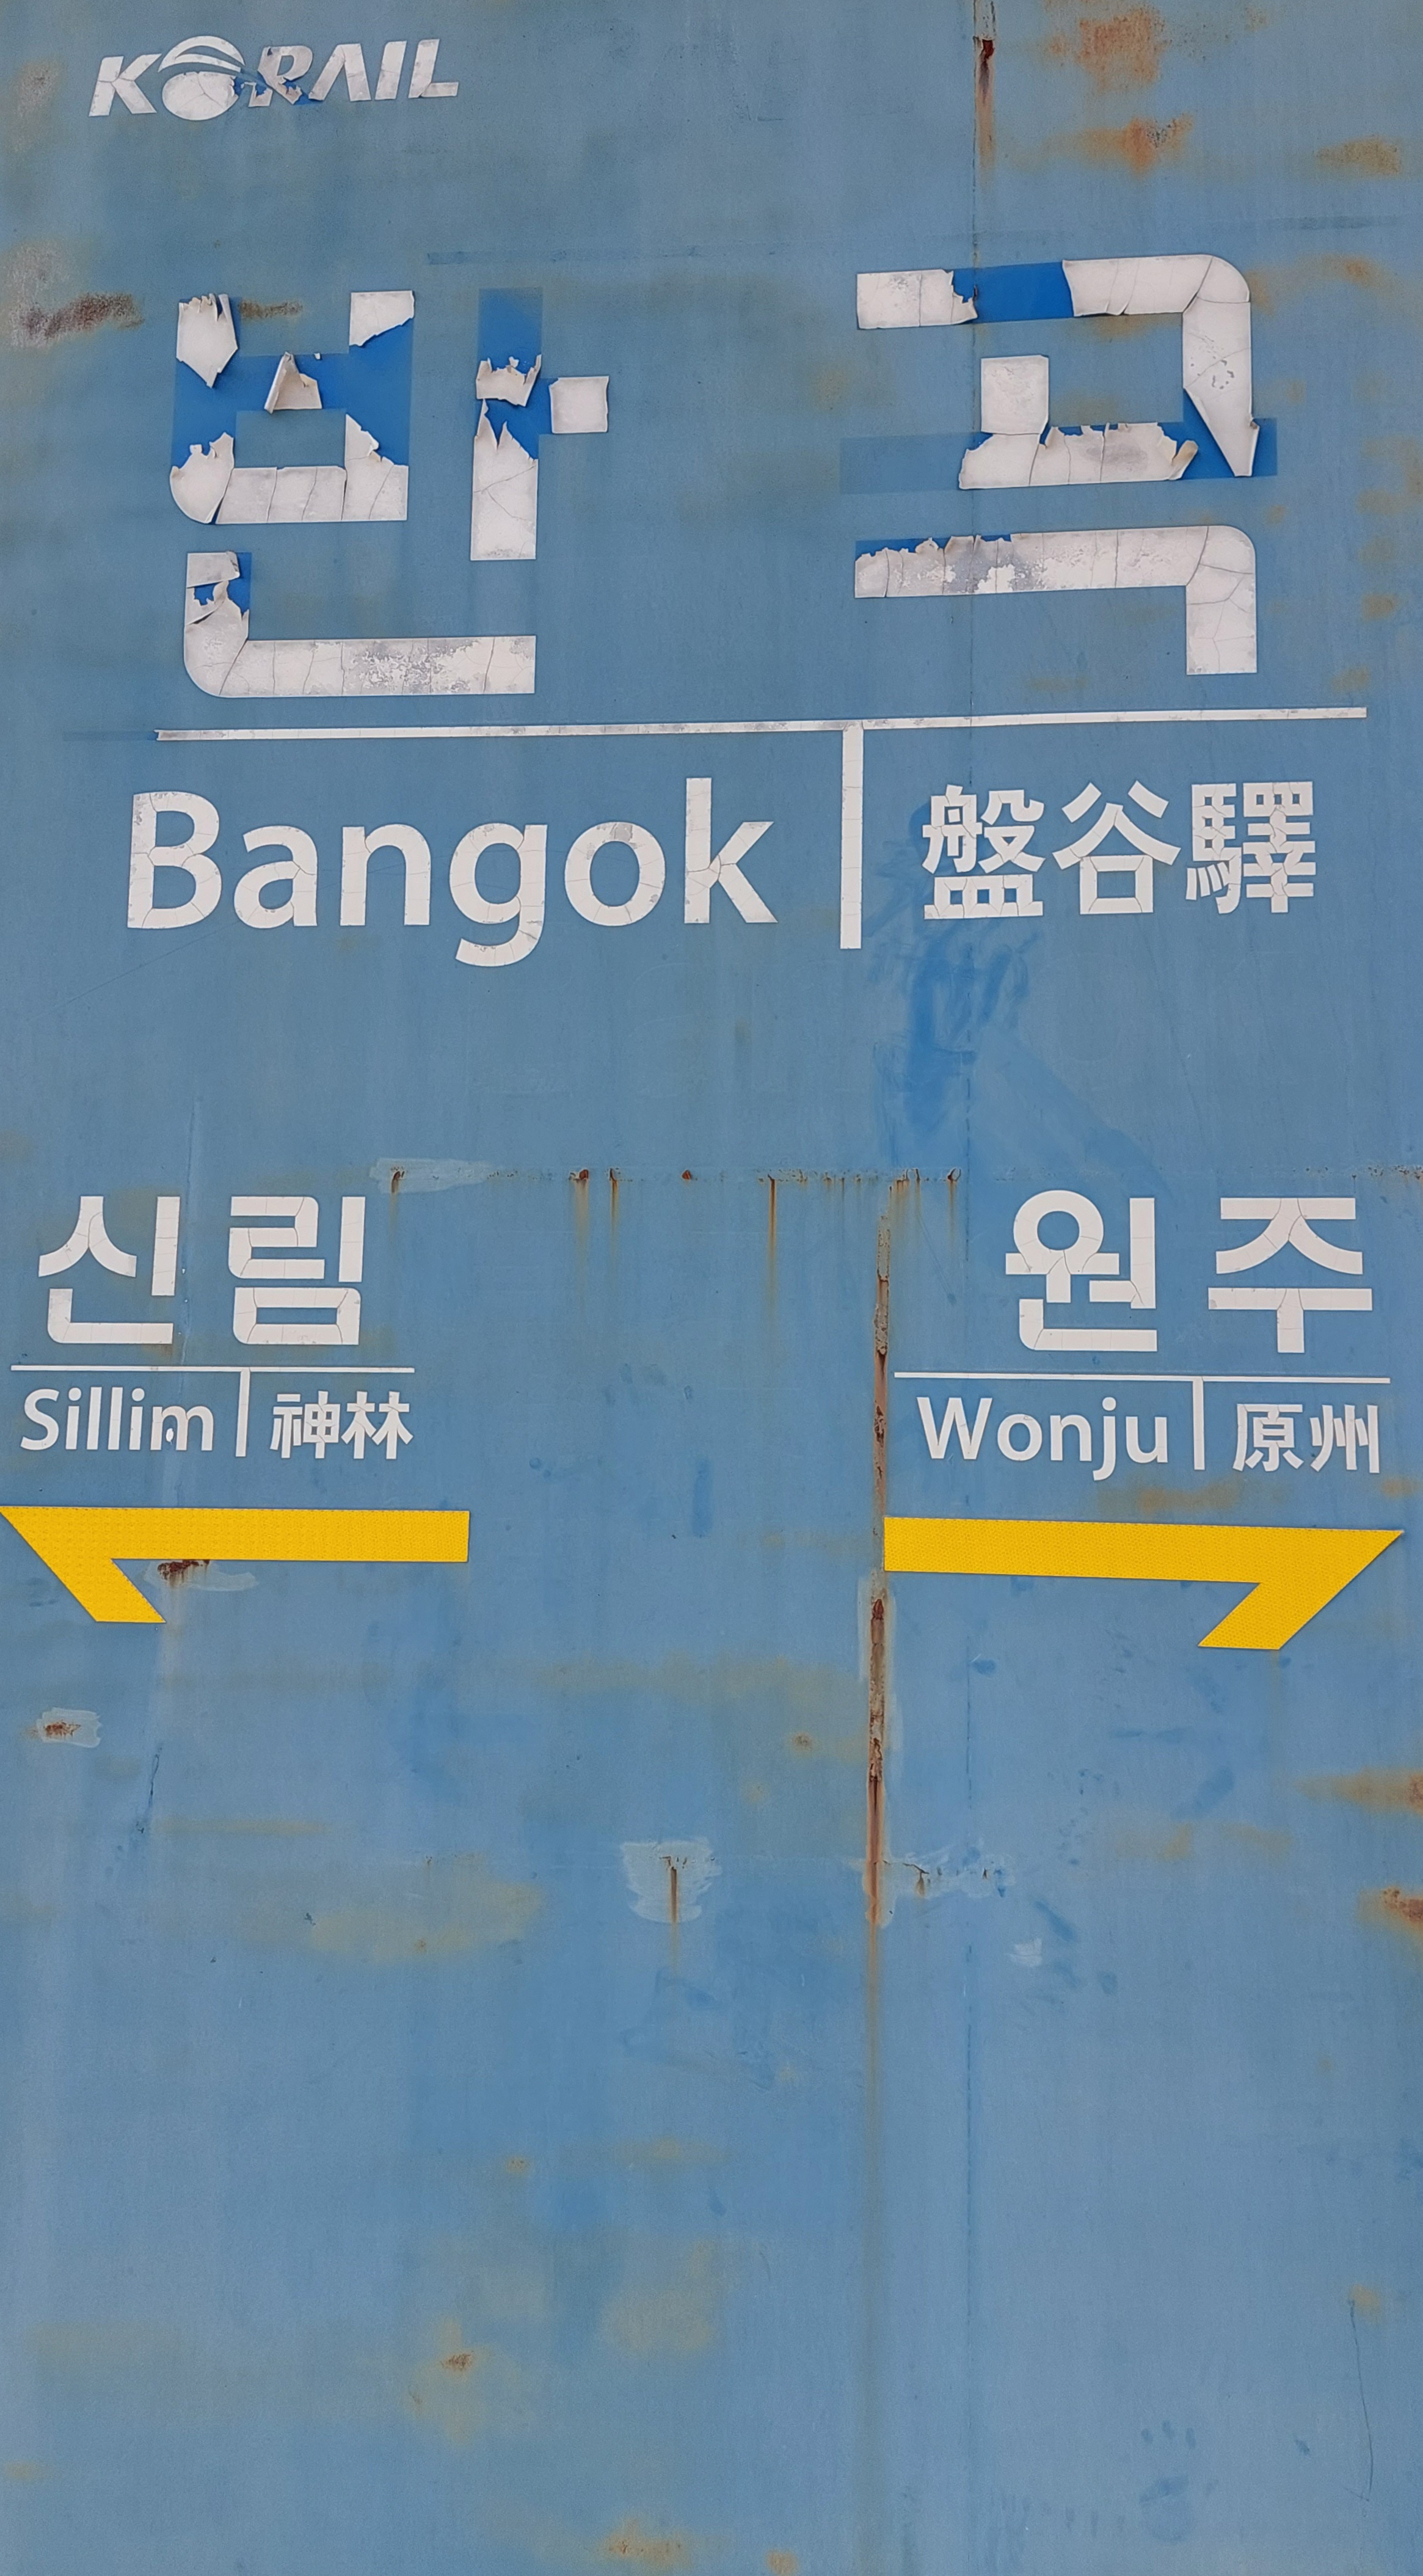 KORAIL
반곡
Bangok 盤谷驛
신림 원주
Sillim 神林 Wonju 原州